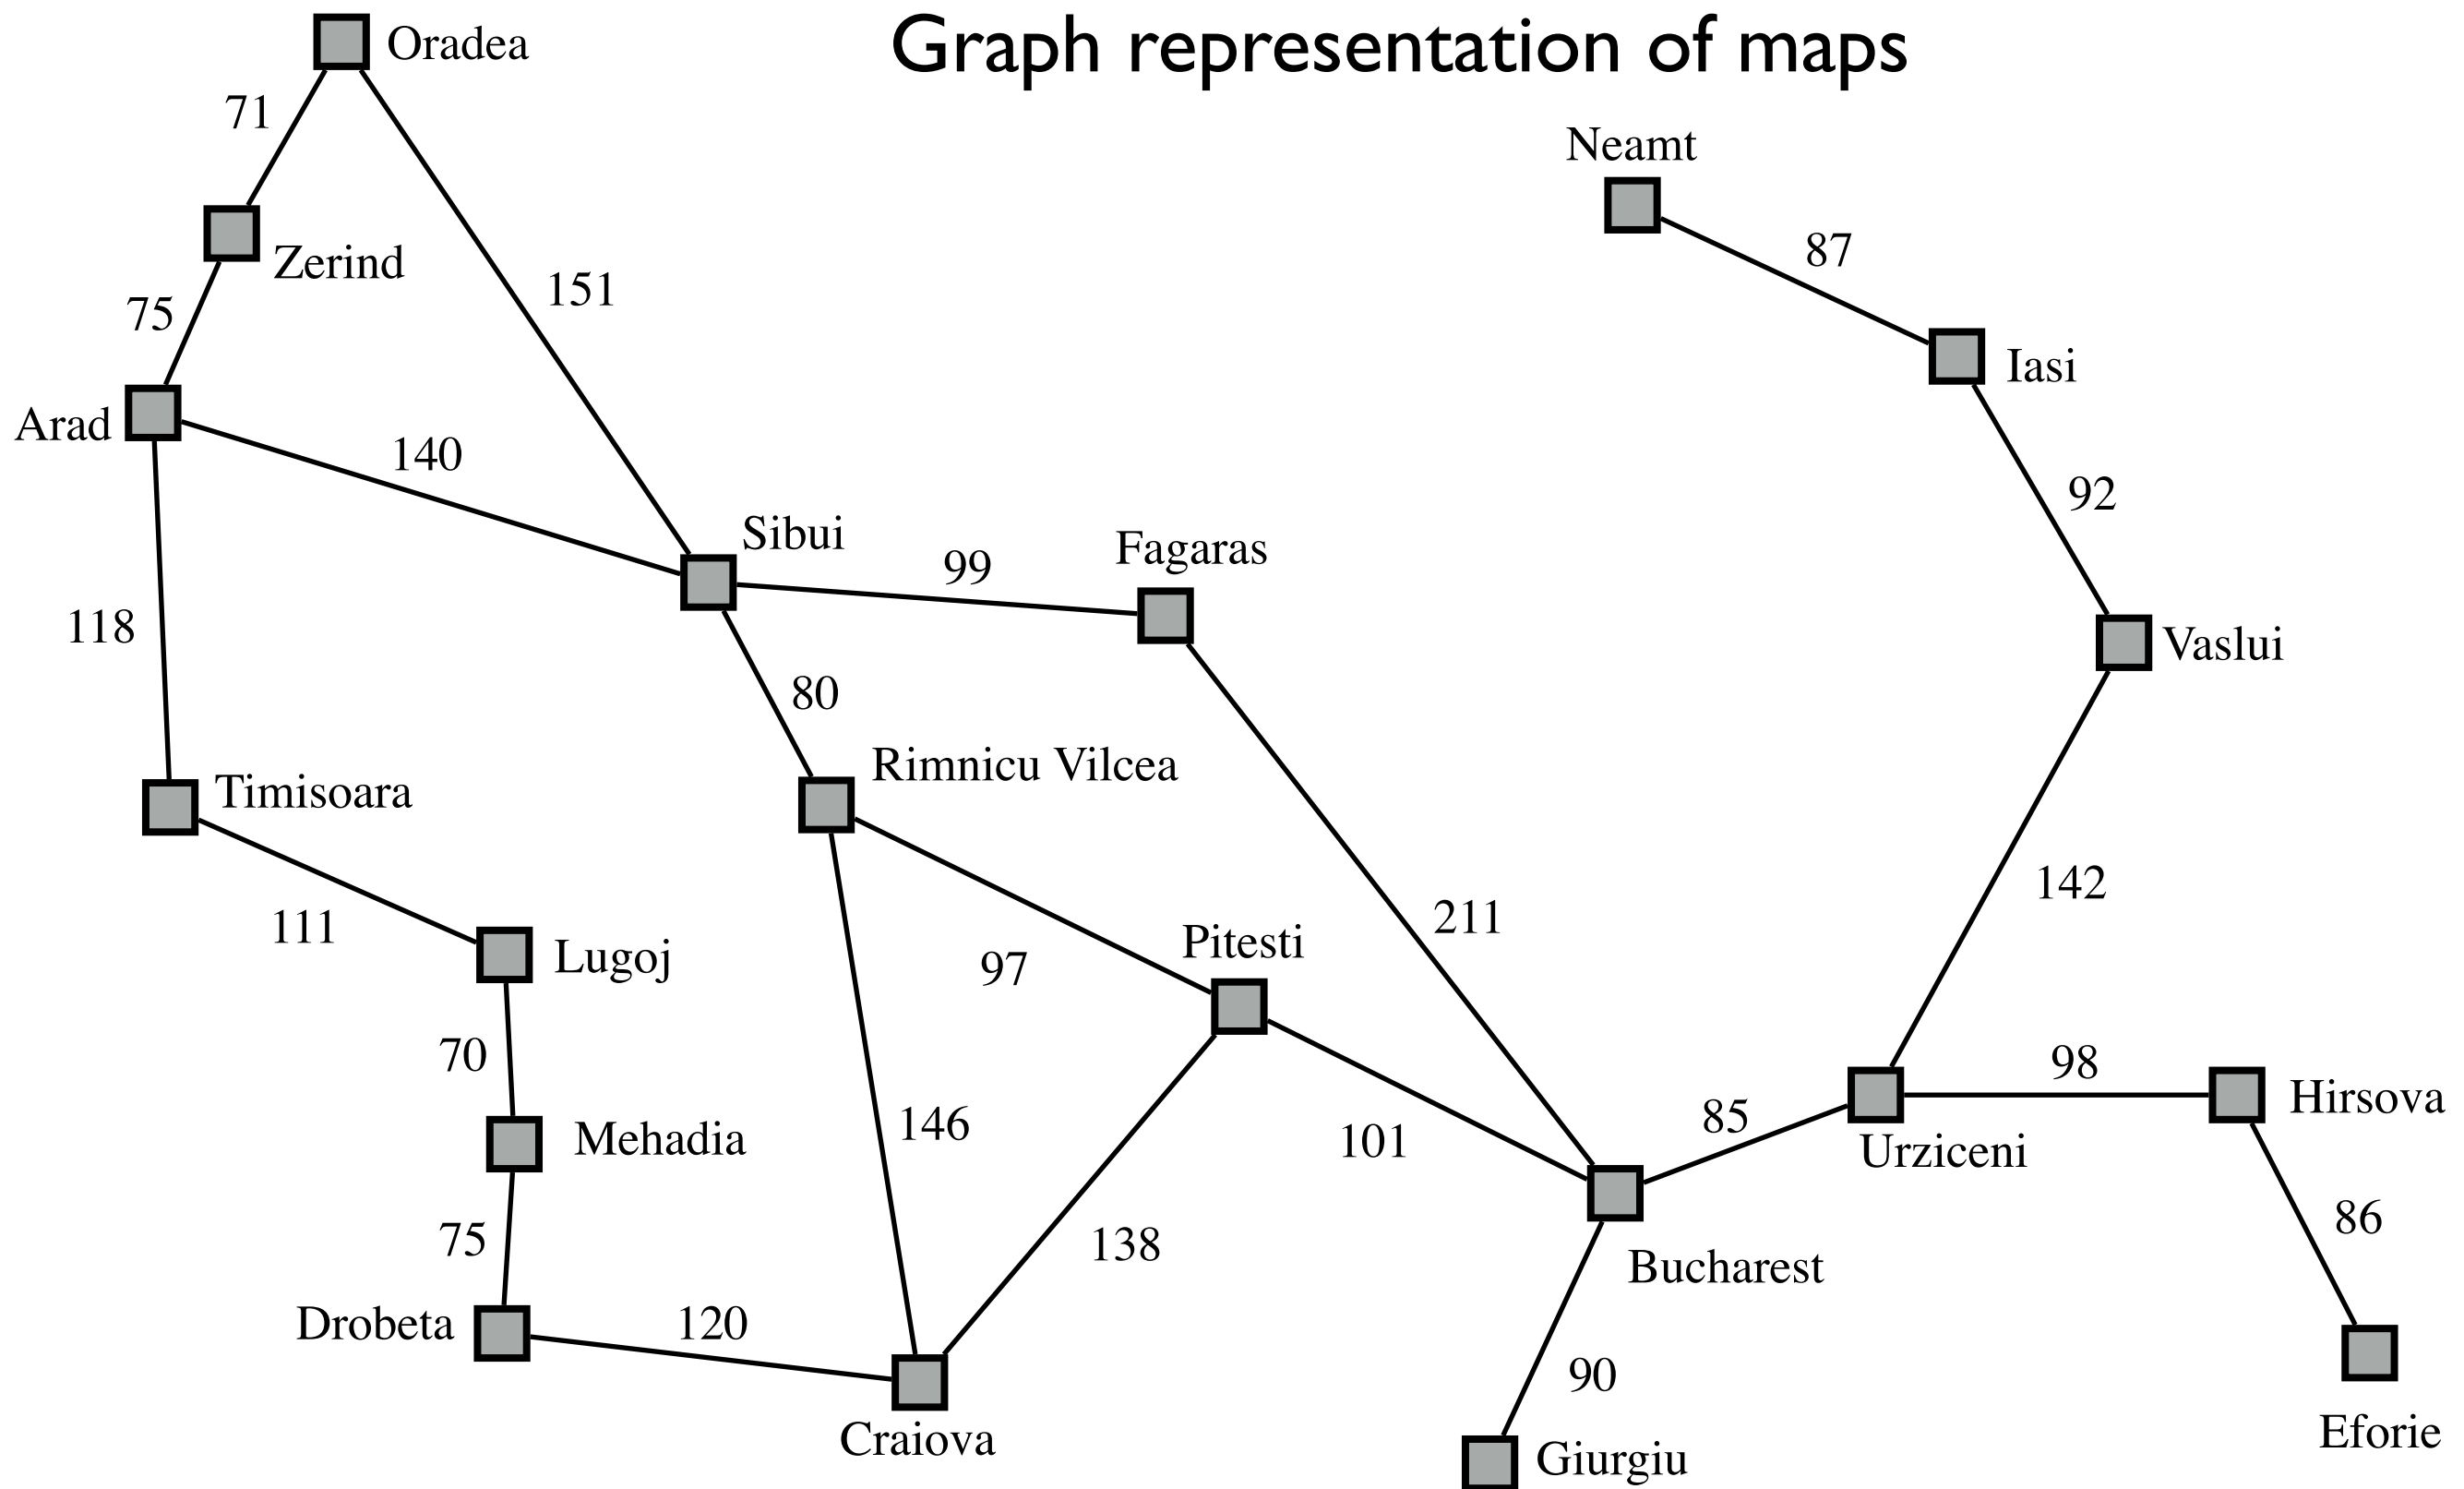 Graph representation of maps
Oradea
71
Neamt
Zerind
87
151
75
Iasi
Arad
140
92
Sibui
Fagaras
99
118
Vaslui
80
Rimnicu Vilcea
Timisoara
142
211
111
Pitesti
Lugoj
97
70
98
Hirsova
85
146
Mehadia
101
Urziceni
86
75
138
Bucharest
Drobeta
120
90
Craiova
Eforie
Giurgiu